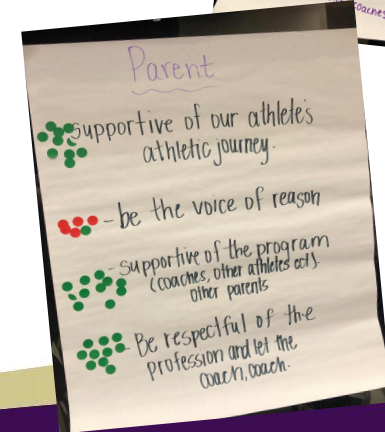 coaches
Parent
Supportive of our athlete's
athletic journey.
- be the voice of reason
- supportive of the program
(coaches, other athletes ect).
other parents
- Be respectful of the
profession and let the
coach, coach.